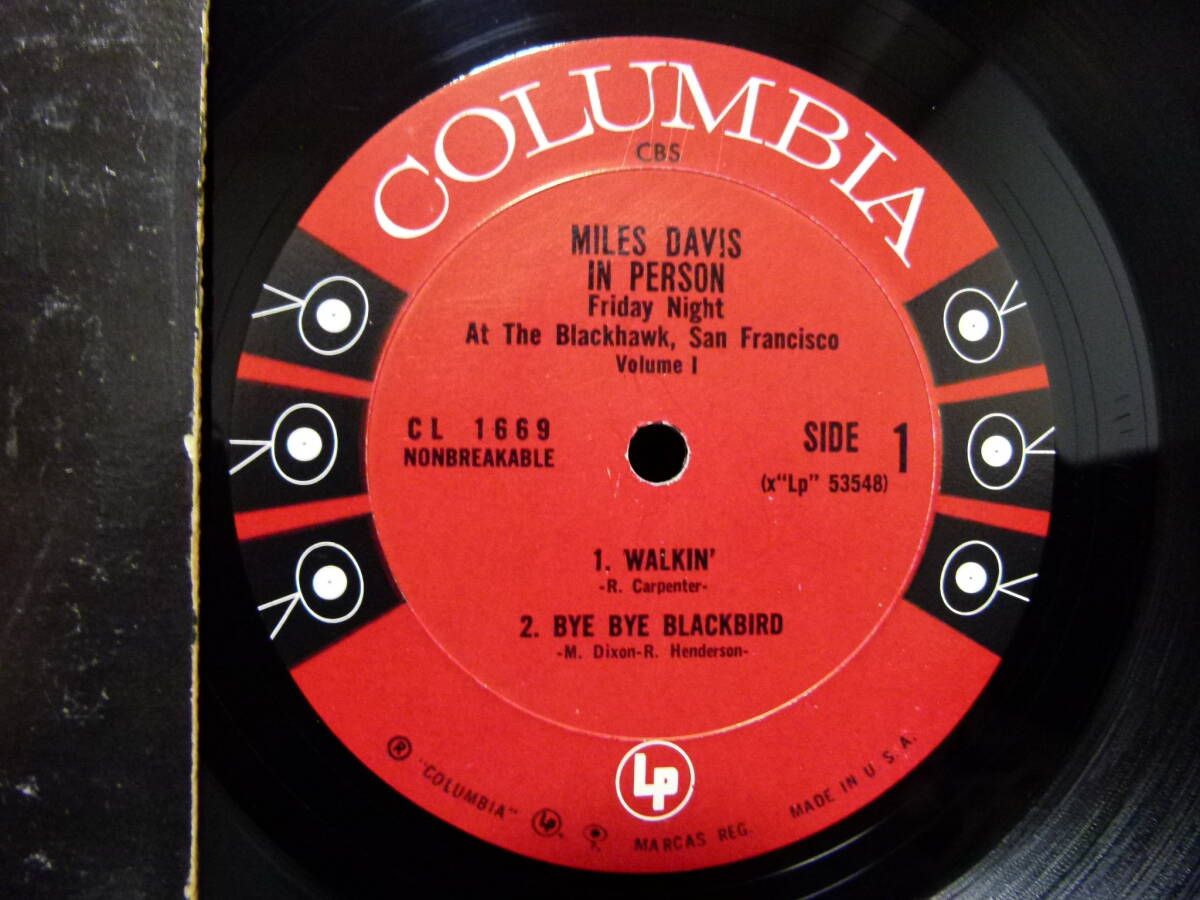 COLUMBIA
CBS
MILES DAVIS
IN PERSON
Friday Night
At The Blackhawk, San Francisco
Volume I
CL 1669
NONBREAKABLE
SIDE 1
(x"Lp" 53548)
1. WALKIN'
-R. Carpenter-
2. BYE BYE BLACKBIRD
-M. Dixon-R. Henderson-
Lp
® "COLUMBIA" Lp ® MARCAS REG. MADE IN U.S.A.